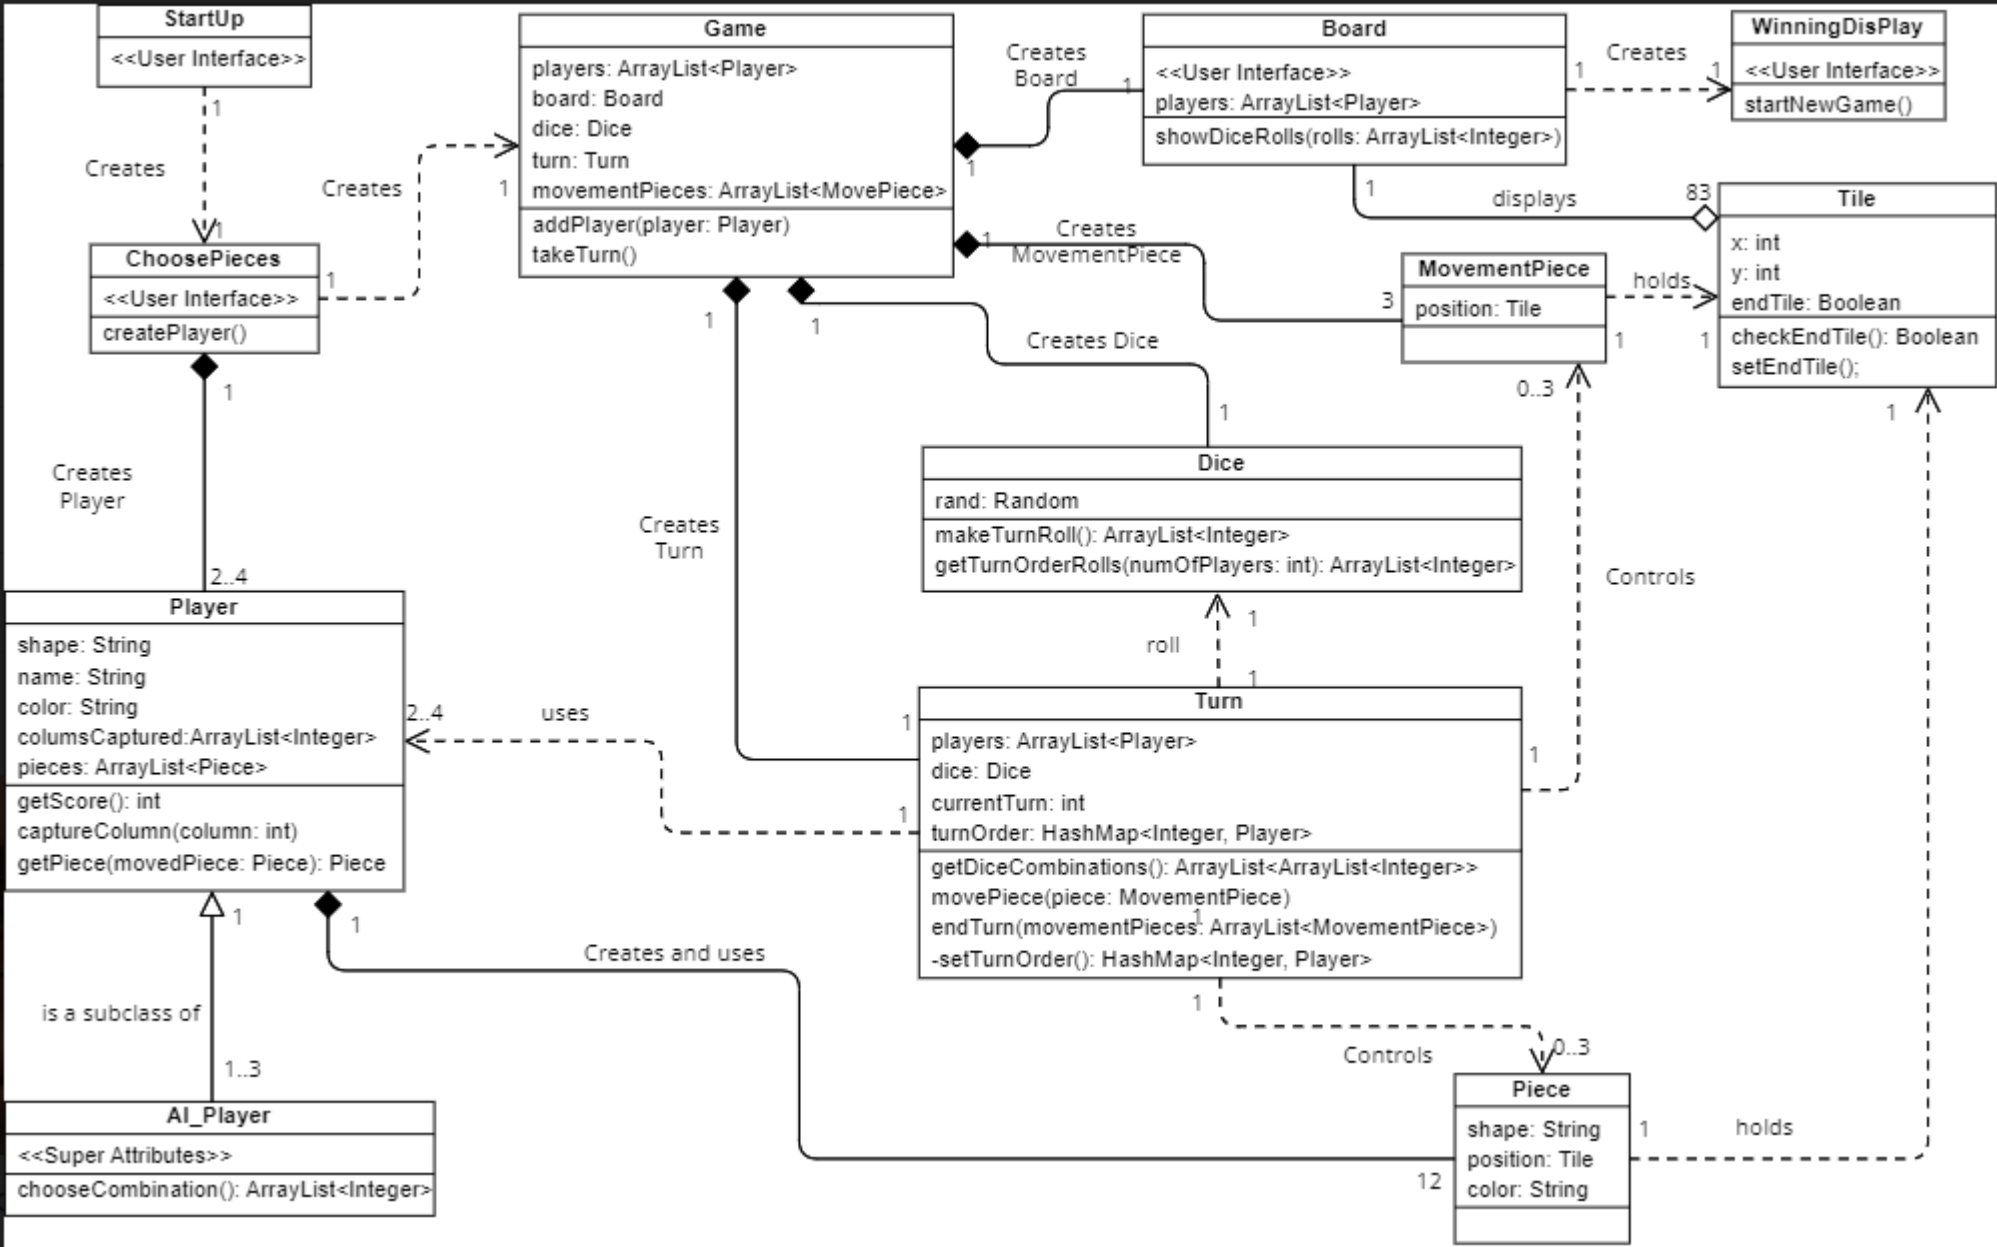 StartUp
<<User Interface>>
1
Creates
1
ChoosePieces
<<User Interface>>
createPlayer()
1
Creates
1
1
Creates
Player
2..4
Game
players: ArrayList<Player>
board: Board
dice: Dice
turn: Turn
movementPieces: ArrayList<MovePiece>
addPlayer(player: Player)
takeTurn()
Creates
Board
1
1
Board
<<User Interface>>
players: ArrayList<Player>
showDiceRolls(rolls: ArrayList<Integer>)
1
Creates
1
WinningDisPlay
<<User Interface>>
startNewGame()
1
displays
83
Tile
x: int
y: int
endTile: Boolean
checkEndTile(): Boolean
setEndTile();
1
Creates
MovementPiece
3
MovementPiece
position: Tile
holds
1
1
0..3
1
1
1
Creates Dice
1
Dice
rand: Random
makeTurnRoll(): ArrayList<Integer>
getTurnOrderRolls(numOfPlayers: int): ArrayList<Integer>
Creates
Turn
Controls
1
roll
1
Player
shape: String
name: String
color: String
columsCaptured:ArrayList<Integer>
pieces: ArrayList<Piece>
getScore(): int
captureColumn(column: int)
getPiece(movedPiece: Piece): Piece
2..4
uses
1
1
Turn
players: ArrayList<Player>
dice: Dice
currentTurn: int
turnOrder: HashMap<Integer, Player>
getDiceCombinations(): ArrayList<ArrayList<Integer>>
movePiece(piece: MovementPiece)
1
endTurn(movementPieces: ArrayList<MovementPiece>)
-setTurnOrder(): HashMap<Integer, Player>
1
1
1
Creates and uses
is a subclass of
1..3
1
Controls
0..3
AI_Player
<<Super Attributes>>
chooseCombination(): ArrayList<Integer>
12
Piece
shape: String
position: Tile
color: String
1
holds